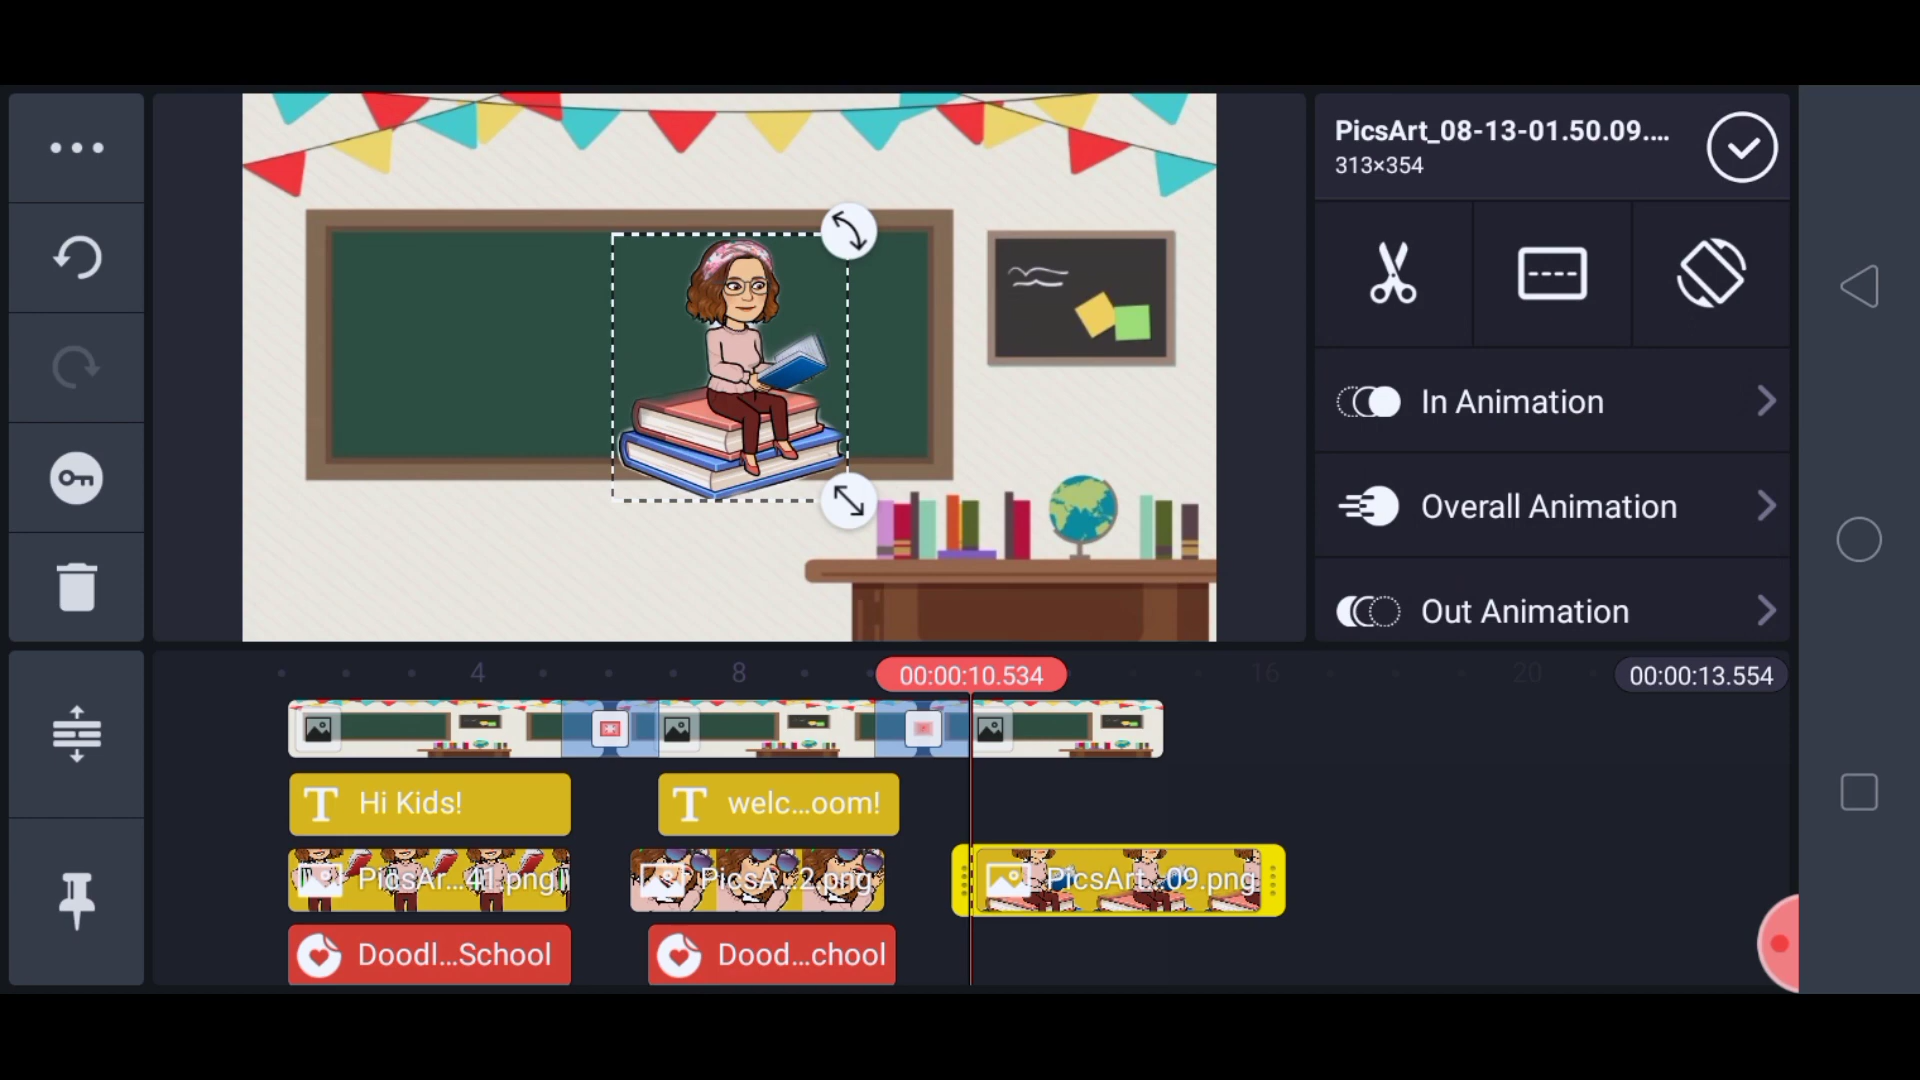 PicsArt_08-13-01.50.09....
313×354
In Animation
Overall Animation
Out Animation
4
8
00:00:10.534
16
20
00:00:13.554
Hi Kids!
welc...oom!
PicsAr...41.png
PicsA...2.png
PicsArt...09.png
Doodl...School
Dood...chool